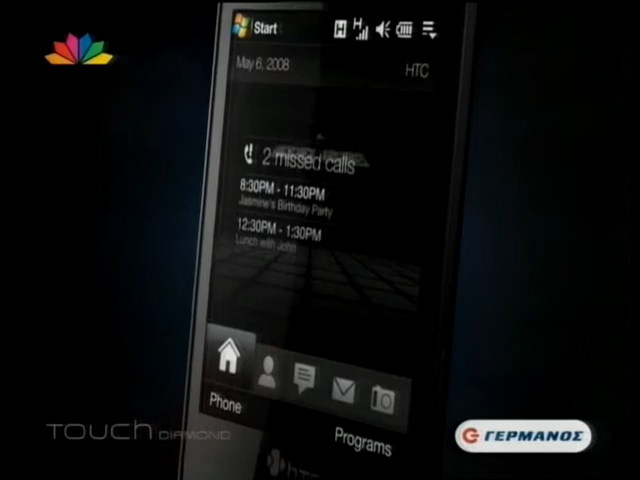 Start
May 6, 2008
HTC
2 missed calls
8:30PM - 11:30PM
Jasmine's Birthday Party
12:30PM - 1:30PM
Lunch with John
Phone
Programs
TOUCH DIAMOND
ΓΕΡΜΑΝΟΣ
hTC